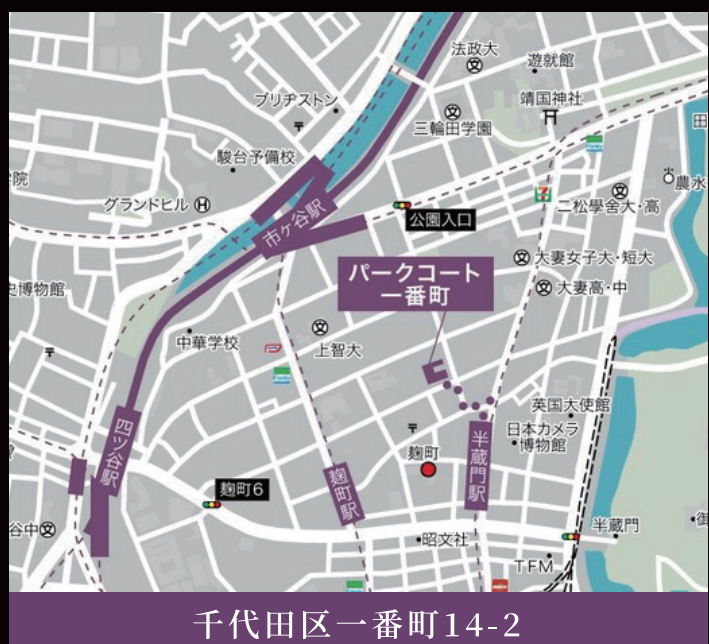 法政大
遊就館
ブリヂストン
靖国神社
三輪田学園
駿台予備校
学院
グランドヒル
農水
公園入口
二松學舍大・高
市ケ谷駅
大妻女子大・短大
パークコート
一番町
大妻高・中
史博物館
中華学校
上智大
Family
英国大使館
日本カメラ
博物館
四ツ谷駅
麹町
半蔵門駅
麹町6
麹町駅
谷中
昭文社
半蔵門
御
TFM
千代田区一番町14-2